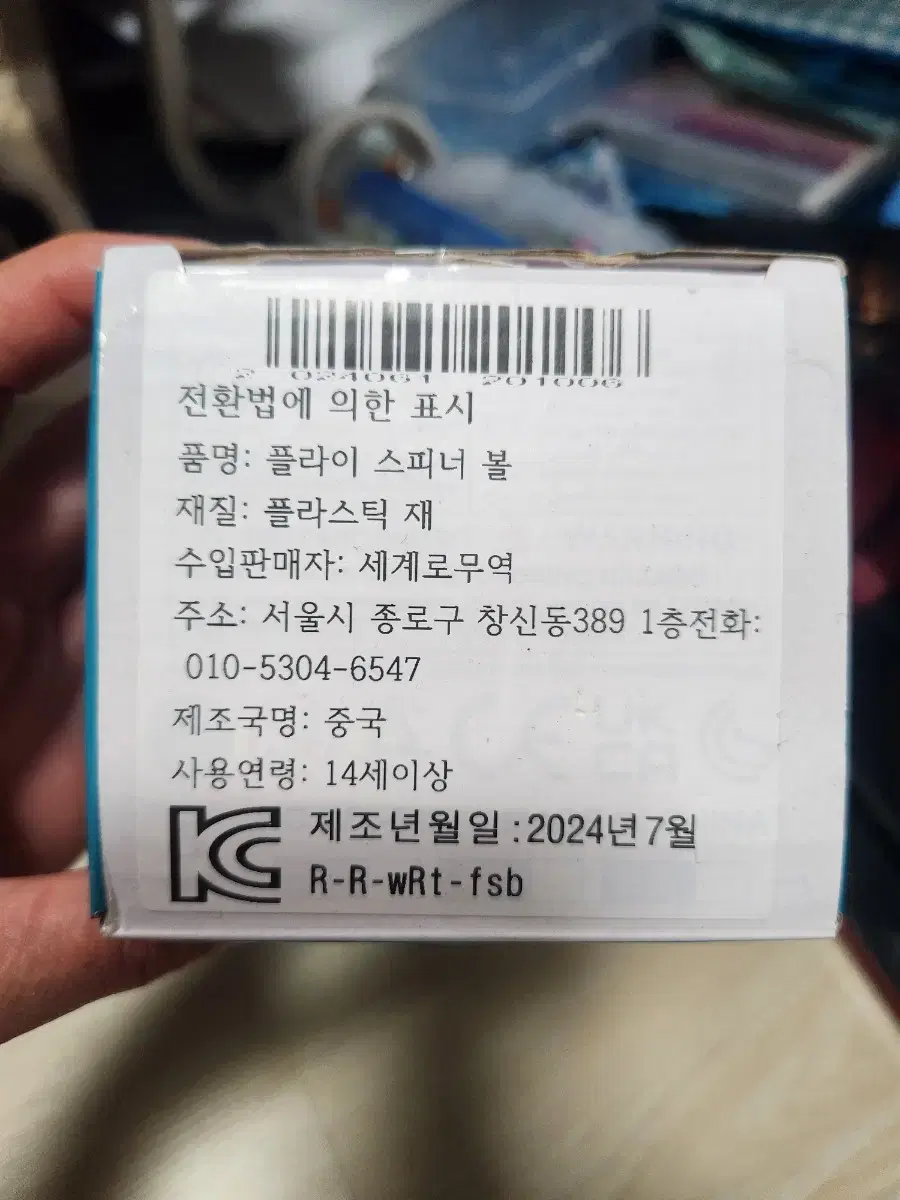 2 024061 201006
전환법에 의한 표시
품명: 플라이 스피너 볼
재질: 플라스틱 재
수입판매자: 세계로무역
주소: 서울시 종로구 창신동389 1층전화:
010-5304-6547
제조국명: 중국
사용연령: 14세이상
KC 제조년월일 :2024년7월
R-R-wRt-fsb